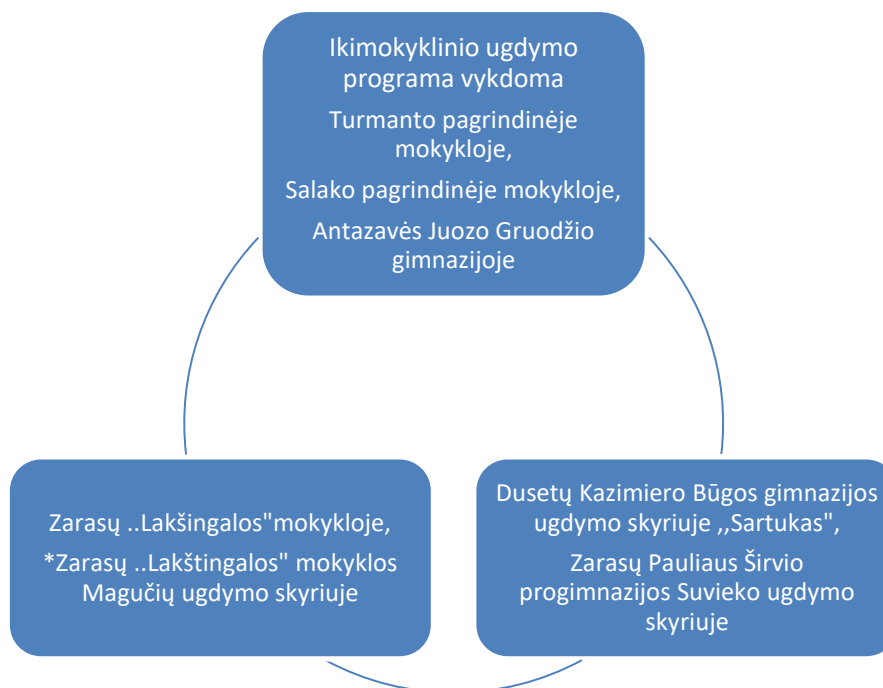 Ikimokyklinio ugdymo
programa vykdoma
Turmanto pagrindinėje
mokykloje,
Salako pagrindinėje mokykloje,
Antazavės Juozo Gruodžio
gimnazijoje
Zarasų ..Lakšingalos"mokykloje,
*Zarasų ..Lakštingalos" mokyklos
Magučių ugdymo skyriuje
Dusetų Kazimiero Būgos gimnazijos
ugdymo skyriuje ,,Sartukas",
Zarasų Pauliaus Širvio
progimnazijos Suvieko ugdymo
skyriuje